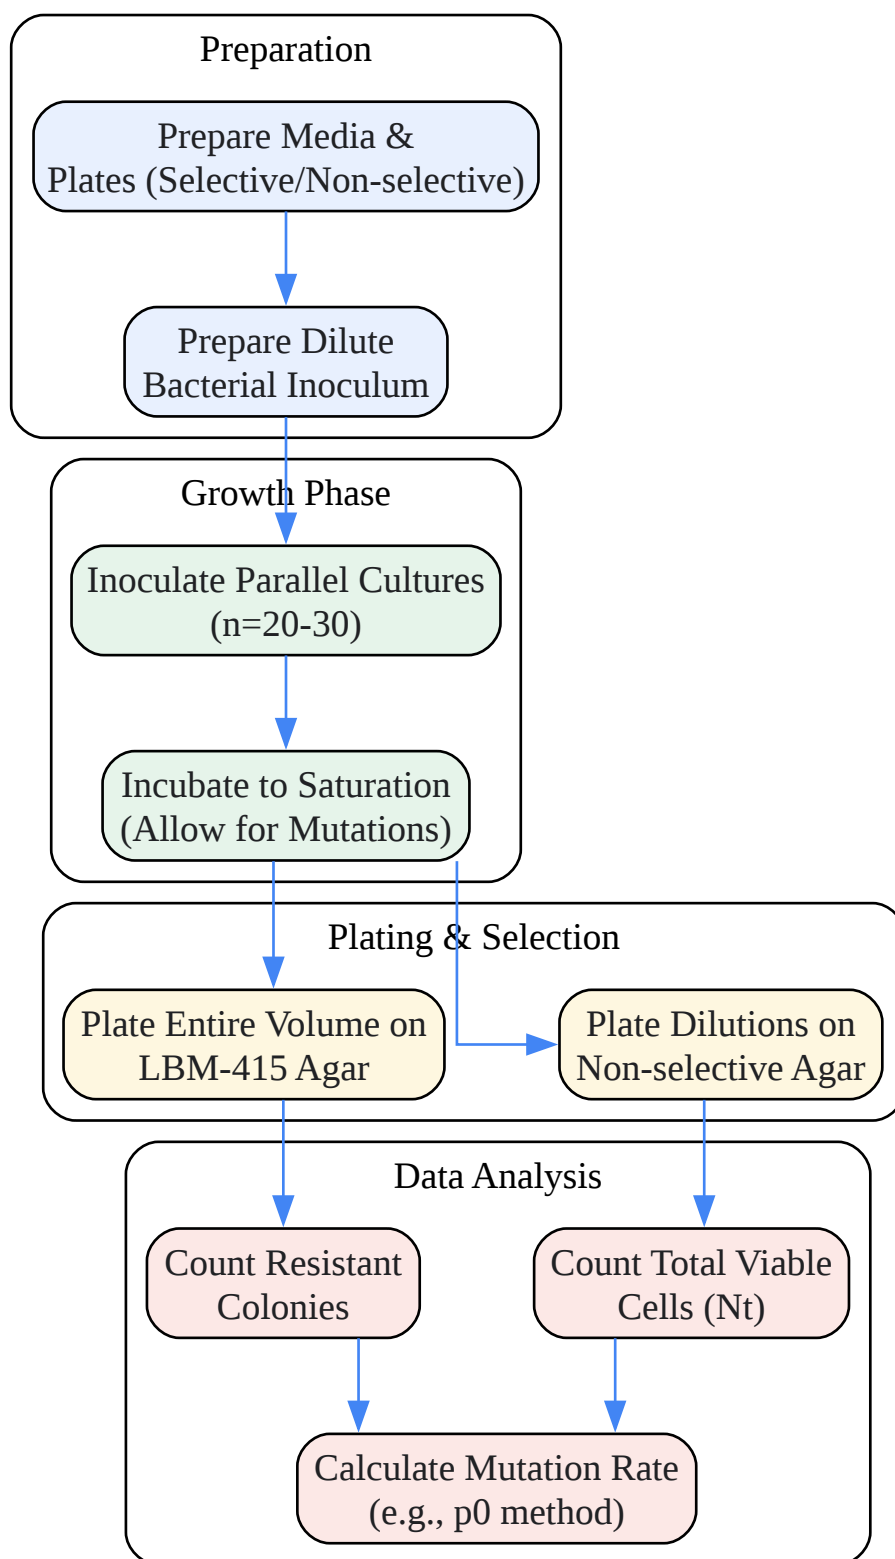 Preparation
Prepare Media &
Plates (Selective/Non-selective)
Prepare Dilute
Bacterial Inoculum
Growth Phase
Inoculate Parallel Cultures
(n=20-30)
Incubate to Saturation
(Allow for Mutations)
Plating & Selection
Plate Entire Volume on
LBM-415 Agar
Plate Dilutions on
Non-selective Agar
Data Analysis
Count Resistant
Colonies
Count Total Viable
Cells (Nt)
Calculate Mutation Rate
(e.g., p0 method)